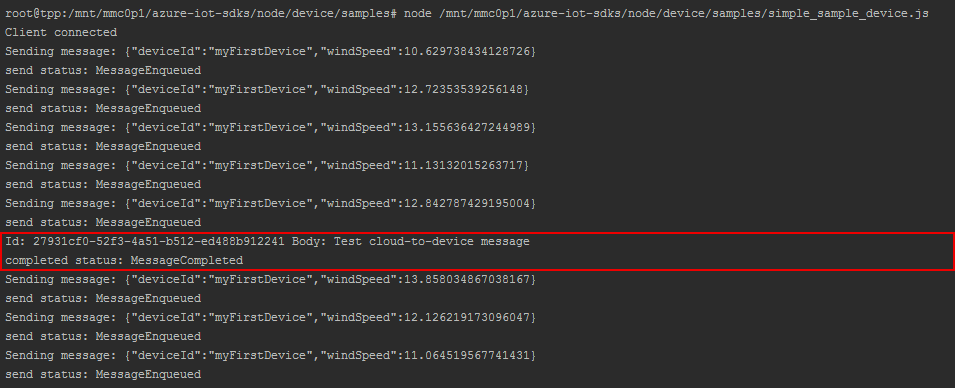 root@tpp:/mnt/mmc0p1/azure-iot-sdks/node/device/samples# node /mnt/mmc0p1/azure-iot-sdks/node/device/samples/simple_sample_device.js
Client connected
Sending message: {"deviceId":"myFirstDevice","windSpeed":10.629738434128726}
send status: MessageEnqueued
Sending message: {"deviceId":"myFirstDevice","windSpeed":12.72353539256148}
send status: MessageEnqueued
Sending message: {"deviceId":"myFirstDevice","windSpeed":13.155636427244989}
send status: MessageEnqueued
Sending message: {"deviceId":"myFirstDevice","windSpeed":11.13132015263717}
send status: MessageEnqueued
Sending message: {"deviceId":"myFirstDevice","windSpeed":12.842787429195004}
send status: MessageEnqueued
Id: 27931cf0-52f3-4a51-b512-ed488b912241 Body: Test cloud-to-device message
completed status: MessageCompleted
Sending message: {"deviceId":"myFirstDevice","windSpeed":13.858034867038167}
send status: MessageEnqueued
Sending message: {"deviceId":"myFirstDevice","windSpeed":12.126219173096047}
send status: MessageEnqueued
Sending message: {"deviceId":"myFirstDevice","windSpeed":11.064519567741431}
send status: MessageEnqueued